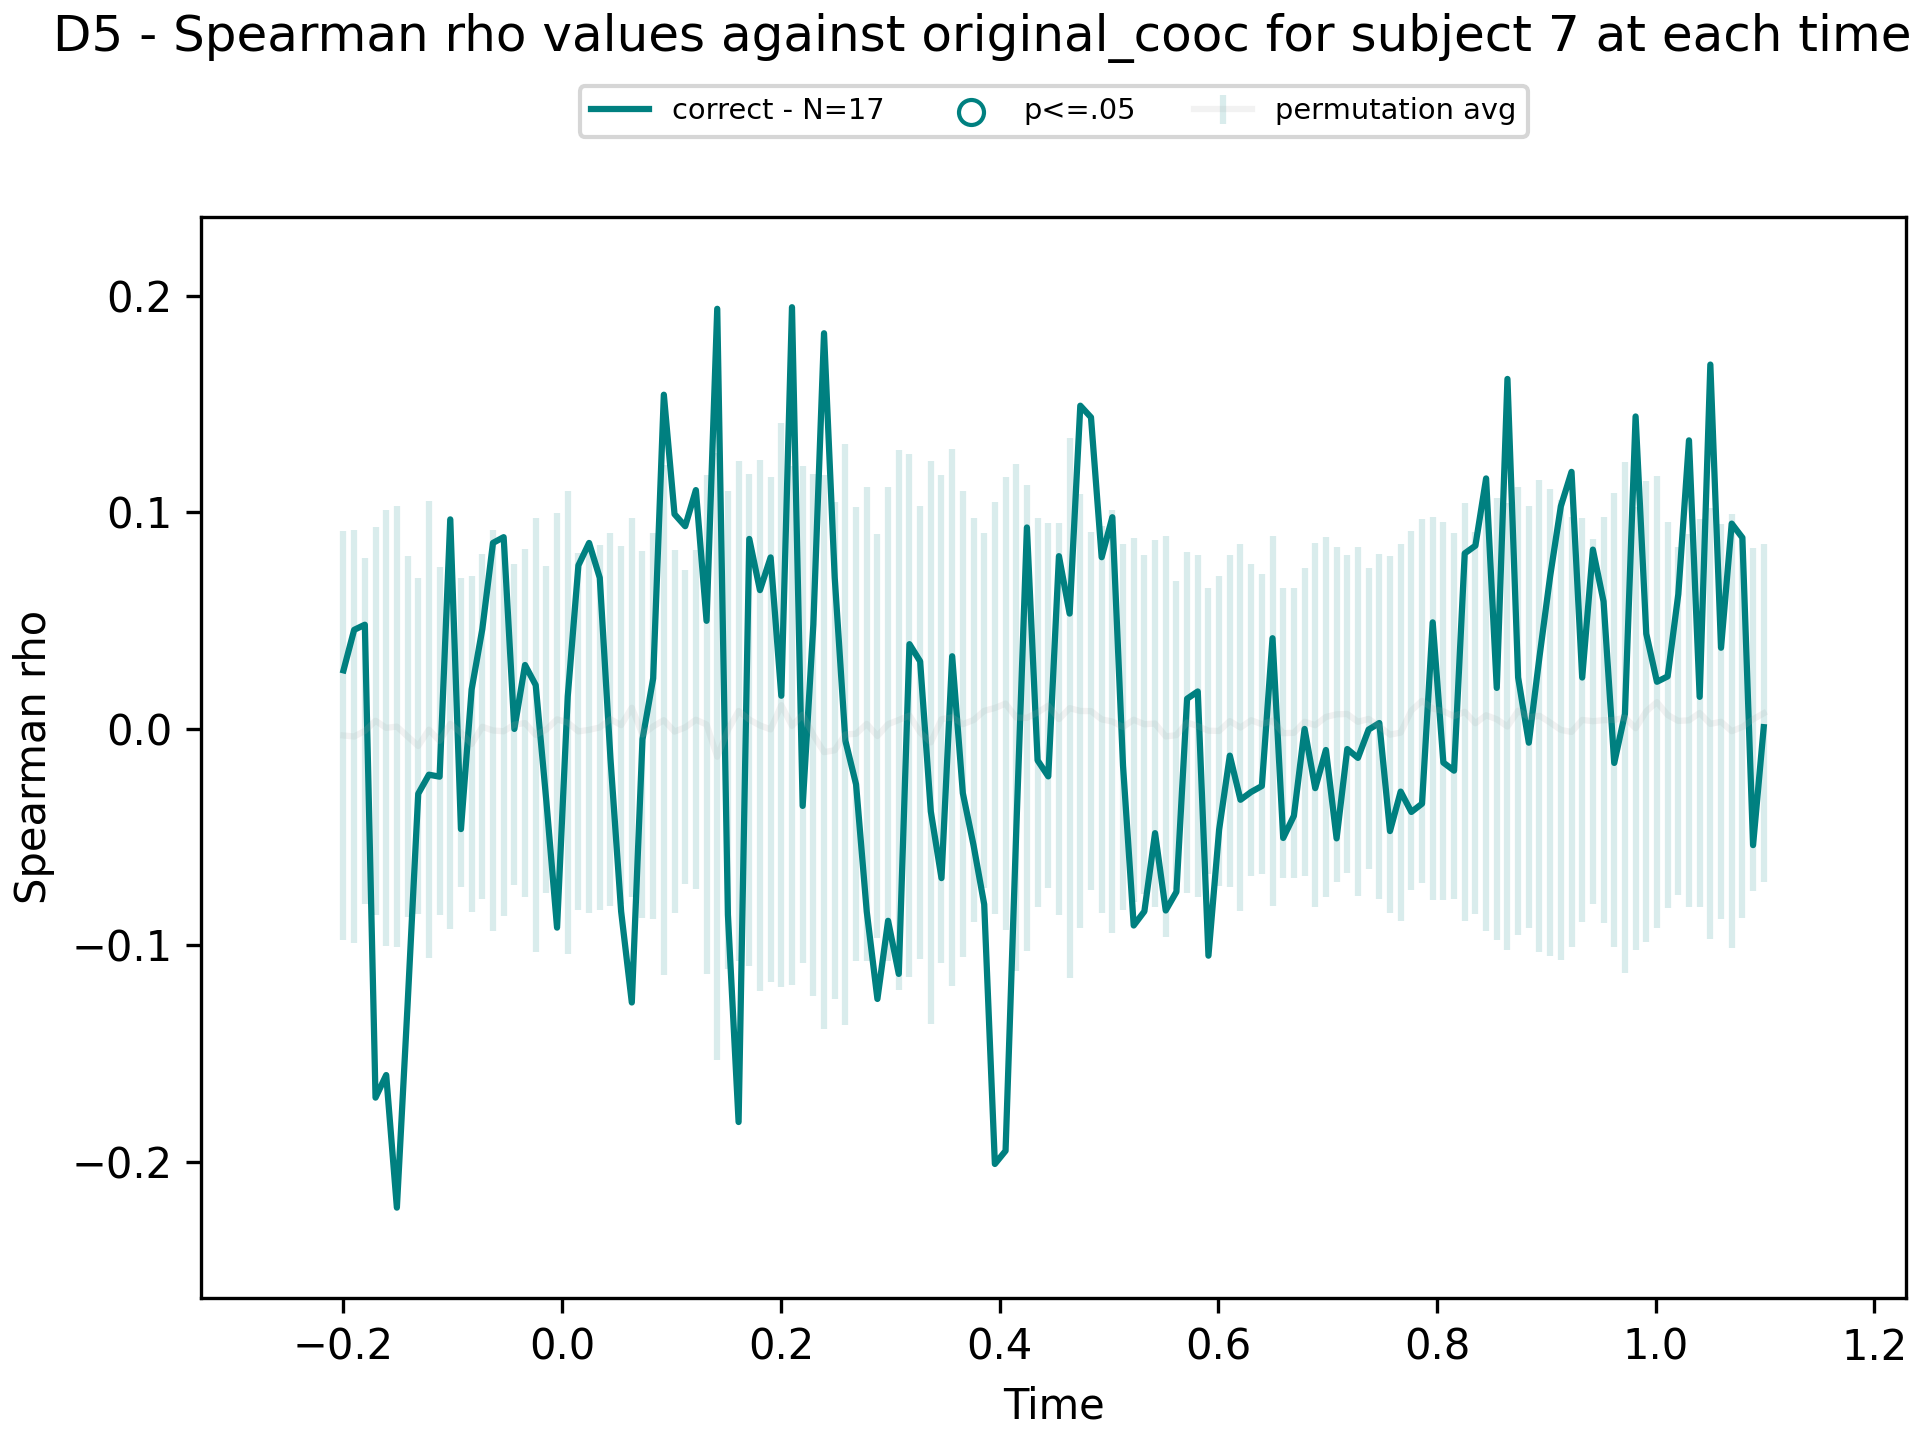 D5 - Spearman rho values against original_cooc for subject 7 at each time
correct - N=17 p<=.05 permutation avg
0.2
0.1
0.0
−0.1
−0.2
Spearman rho
−0.2 0.0 0.2 0.4 0.6 0.8 1.0 1.2
Time